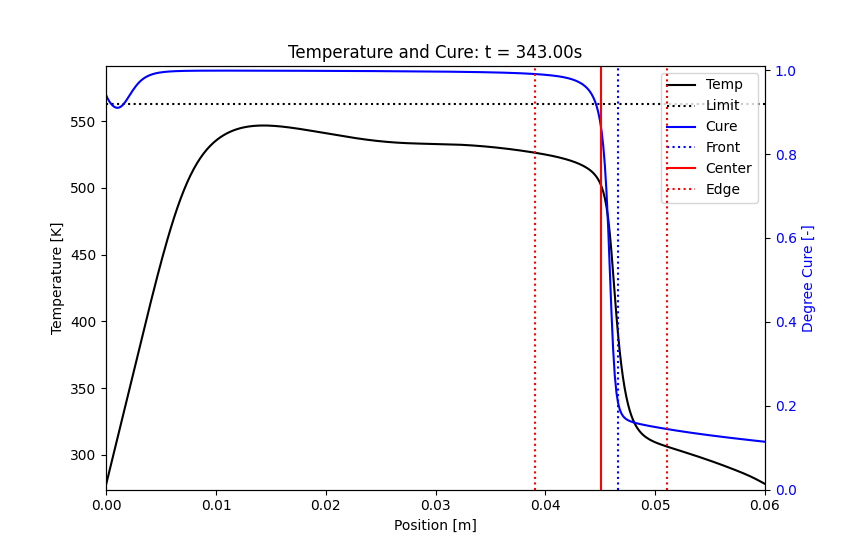 Temperature and Cure: t = 343.00s
Temperature [K]
550
500
450
400
350
300
1.0
0.8
0.6
0.4
0.2
0.0
Degree Cure [-]
Temp
Limit
Cure
Front
Center
Edge
0.00
0.01
0.02
0.03
0.04
0.05
0.06
Position [m]